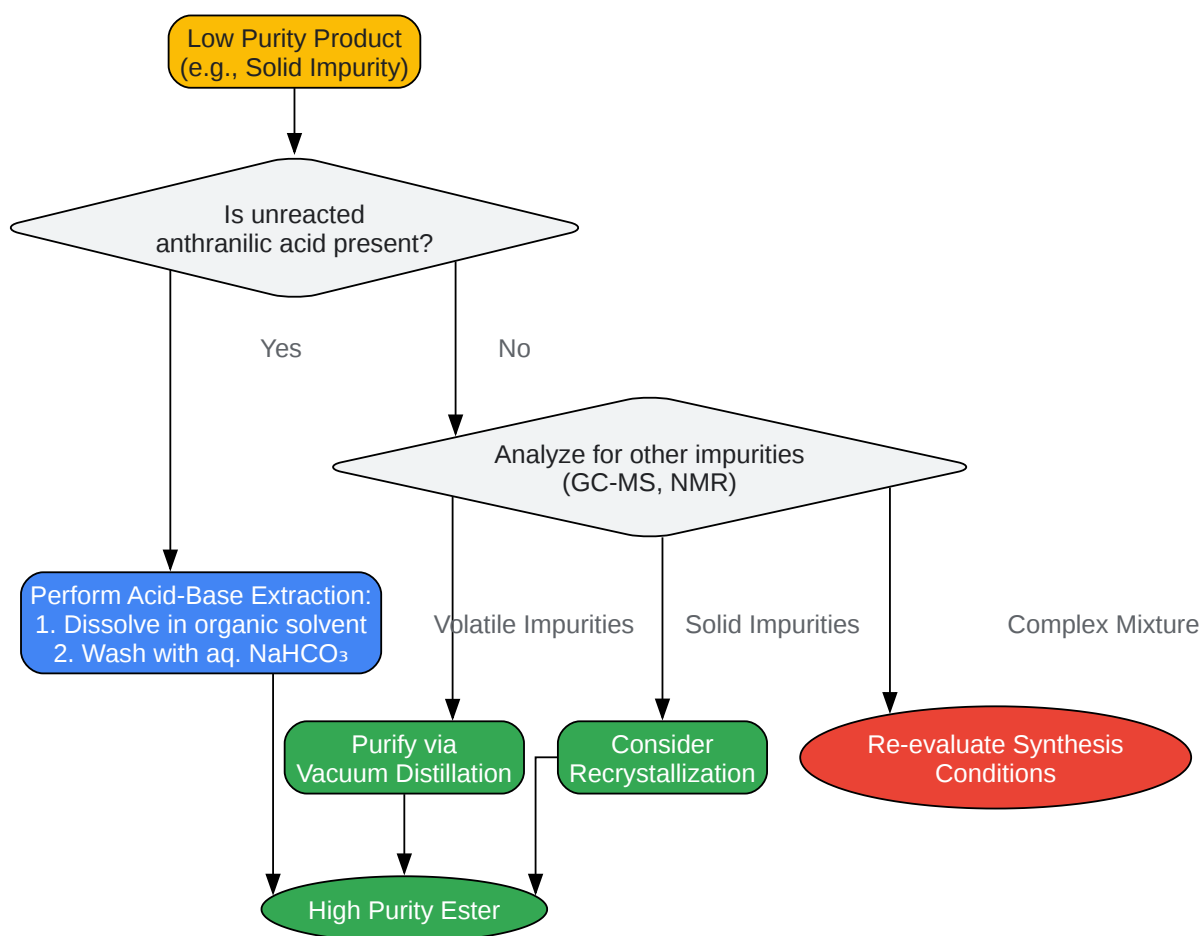 Low Purity Product
(e.g., Solid Impurity)
Is unreacted
anthranilic acid present?
Yes
No
Analyze for other impurities
(GC-MS, NMR)
Perform Acid-Base Extraction:
1. Dissolve in organic solvent
2. Wash with aq. NaHCO₃
Volatile Impurities
Solid Impurities
Complex Mixture
Purify via
Vacuum Distillation
Consider
Recrystallization
Re-evaluate Synthesis
Conditions
High Purity Ester